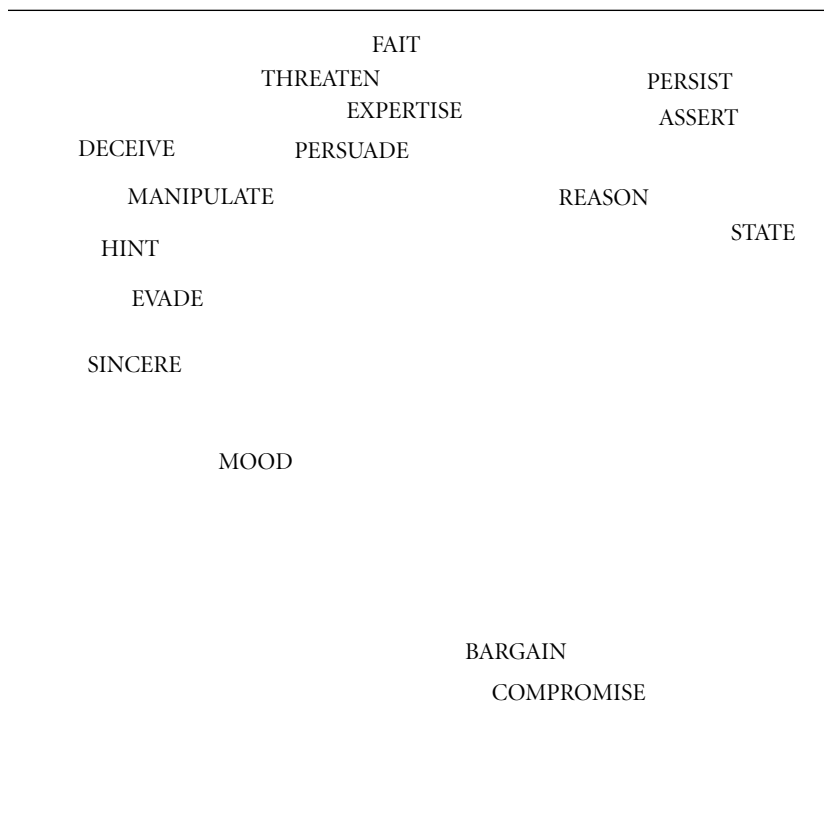 FAIT
THREATEN
PERSIST
EXPERTISE
ASSERT
DECEIVE
PERSUADE
MANIPULATE
REASON
STATE
HINT
EVADE
SINCERE
MOOD
BARGAIN
COMPROMISE